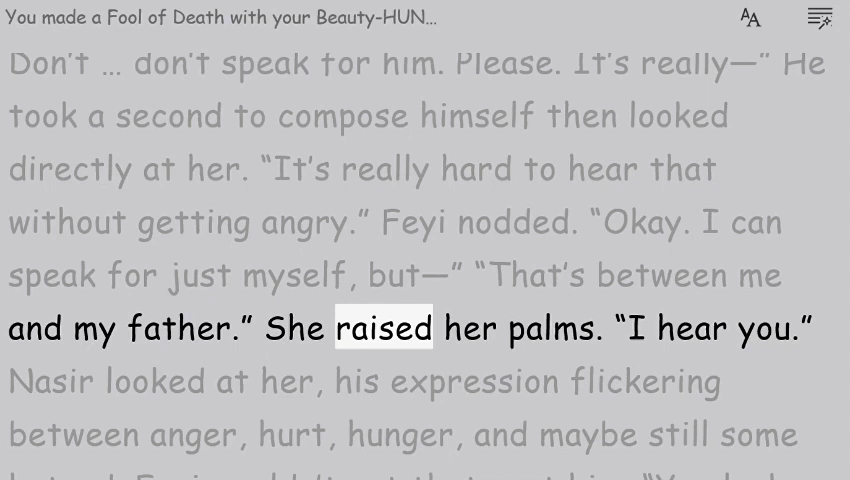 You made a Fool of Death with your Beauty-HUN...
AA
Don't ... don't speak for him. Please. It's really—” He
took a second to compose himself then looked
directly at her. “It's really hard to hear that
without getting angry.” Feyi nodded. “Okay. I can
speak for just myself, but—” “That's between me
and my father.” She raised her palms. “I hear you.”
Nasir looked at her, his expression flickering
between anger, hurt, hunger, and maybe still some